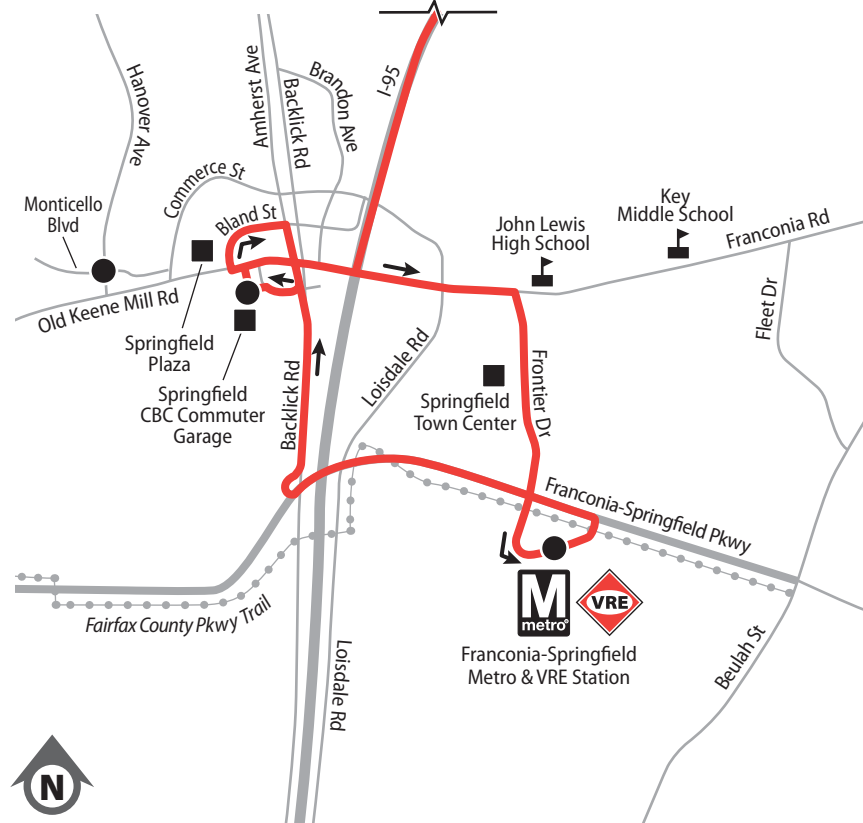 I-95
Hanover Ave
Amherst Ave
Backlick Rd
Brandon Ave
Commerce St
Bland St
Monticello
Blvd
Key
Middle School
John Lewis
High School
Franconia Rd
Old Keene Mill Rd
Fleet Dr
Springfield
Plaza
Springfield
CBC Commuter
Garage
Backlick Rd
Loisdale Rd
Springfield
Town Center
Frontier Dr
Franconia-Springfield Pkwy
M
metro®
VRE
Franconia-Springfield
Metro & VRE Station
Fairfax County Pkwy Trail
Loisdale Rd
Beulah St
N